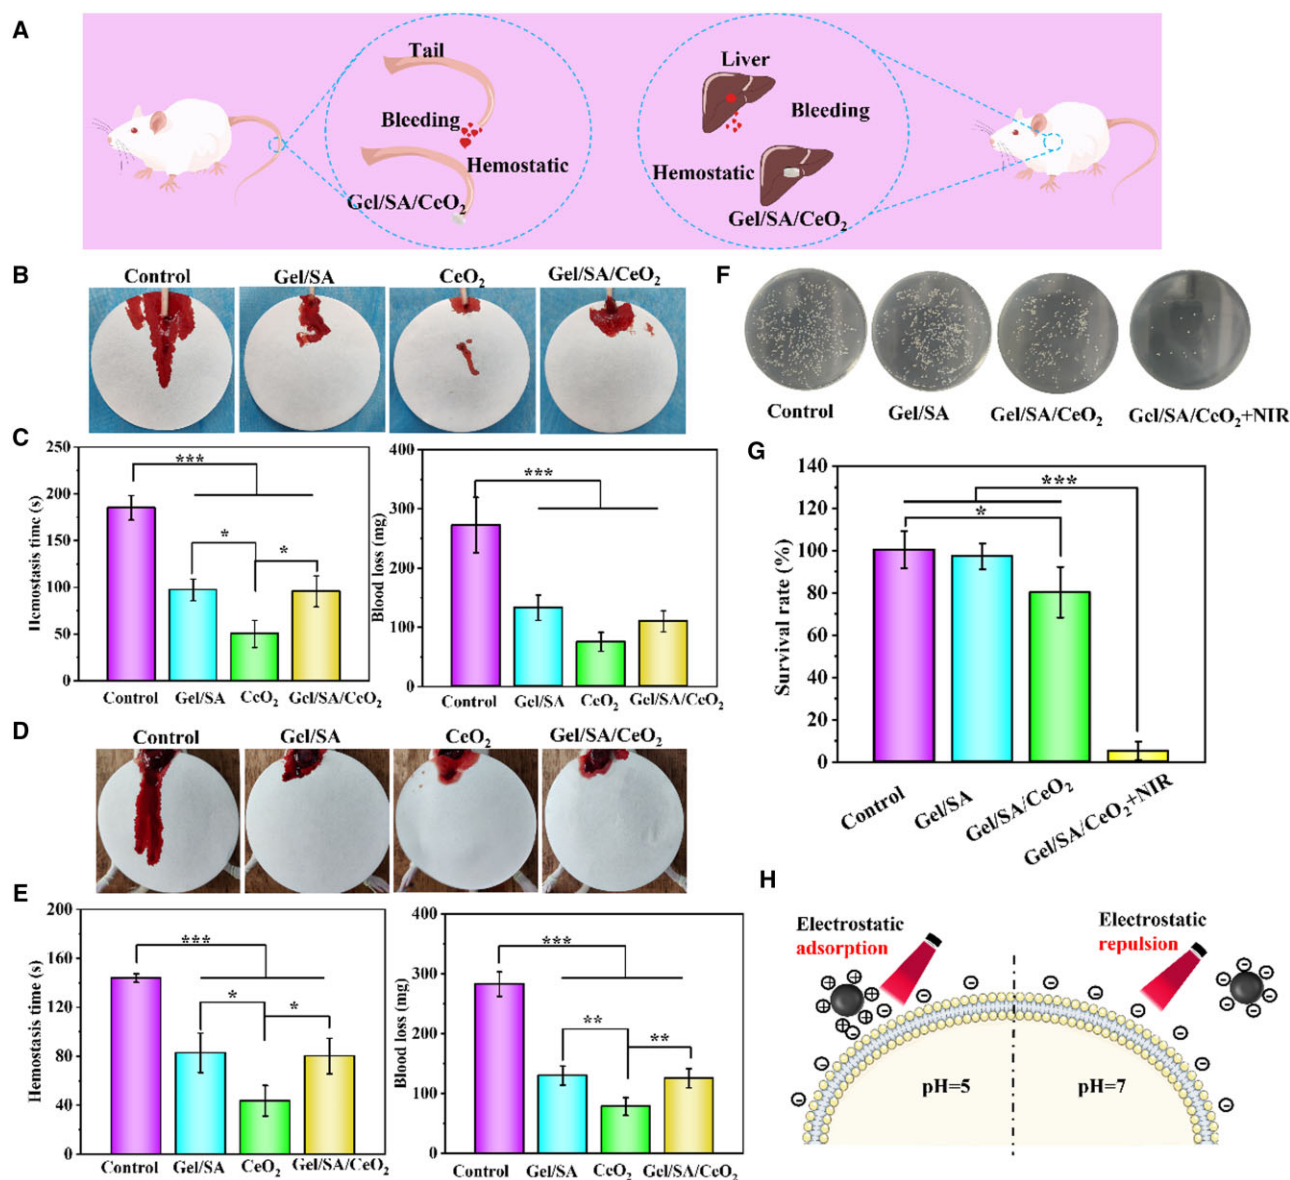 A
Tail
Bleeding
Hemostatic
Gel/SA/CeO₂
Liver
Bleeding
Hemostatic
Gel/SA/CeO₂
B
Control
Gel/SA
CeO₂
Gel/SA/CeO₂
C
Hemostasis time (s)
250
200
150
100
50
0
***
*
*
Control
Gel/SA
CeO₂
Gel/SA/CeO₂
Blood loss (mg)
400
300
200
100
0
***
Control
Gel/SA
CeO₂
Gel/SA/CeO₂
D
Control
Gel/SA
CeO₂
Gel/SA/CeO₂
E
Hemostasis time (s)
200
160
120
80
40
0
***
*
*
Control
Gel/SA
CeO₂
Gel/SA/CeO₂
Blood loss (mg)
400
300
200
100
0
***
**
**
Control
Gel/SA
CeO₂
Gel/SA/CeO₂
F
Control
Gel/SA
Gel/SA/CeO₂
Gel/SA/CeO₂+NIR
G
Survival rate (%)
140
120
100
80
60
40
20
0
***
*
Control
Gel/SA
Gel/SA/CeO₂
Gel/SA/CeO₂+NIR
H
Electrostatic
adsorption
Electrostatic
repulsion
pH=5
pH=7